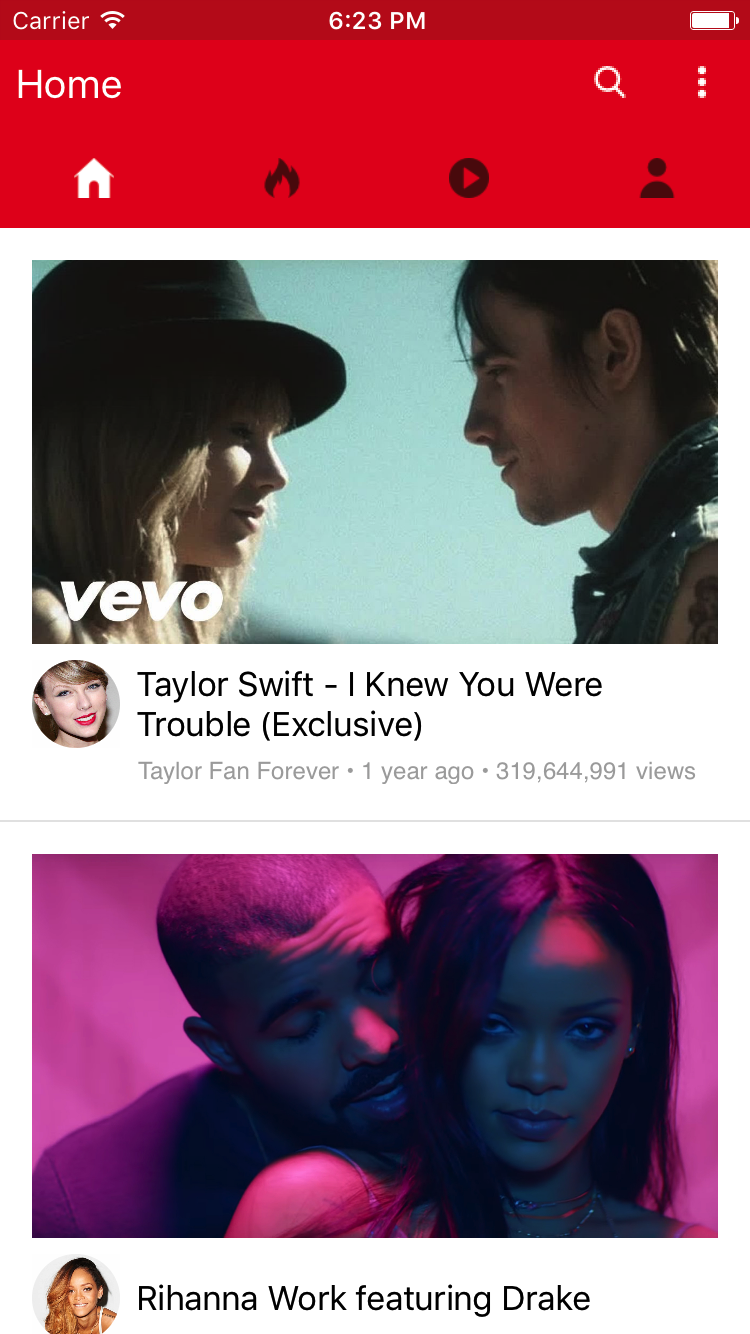 Carrier 6:23 PM
Home
vevo
Taylor Swift - I Knew You Were
Trouble (Exclusive)
Taylor Fan Forever • 1 year ago • 319,644,991 views
Rihanna Work featuring Drake